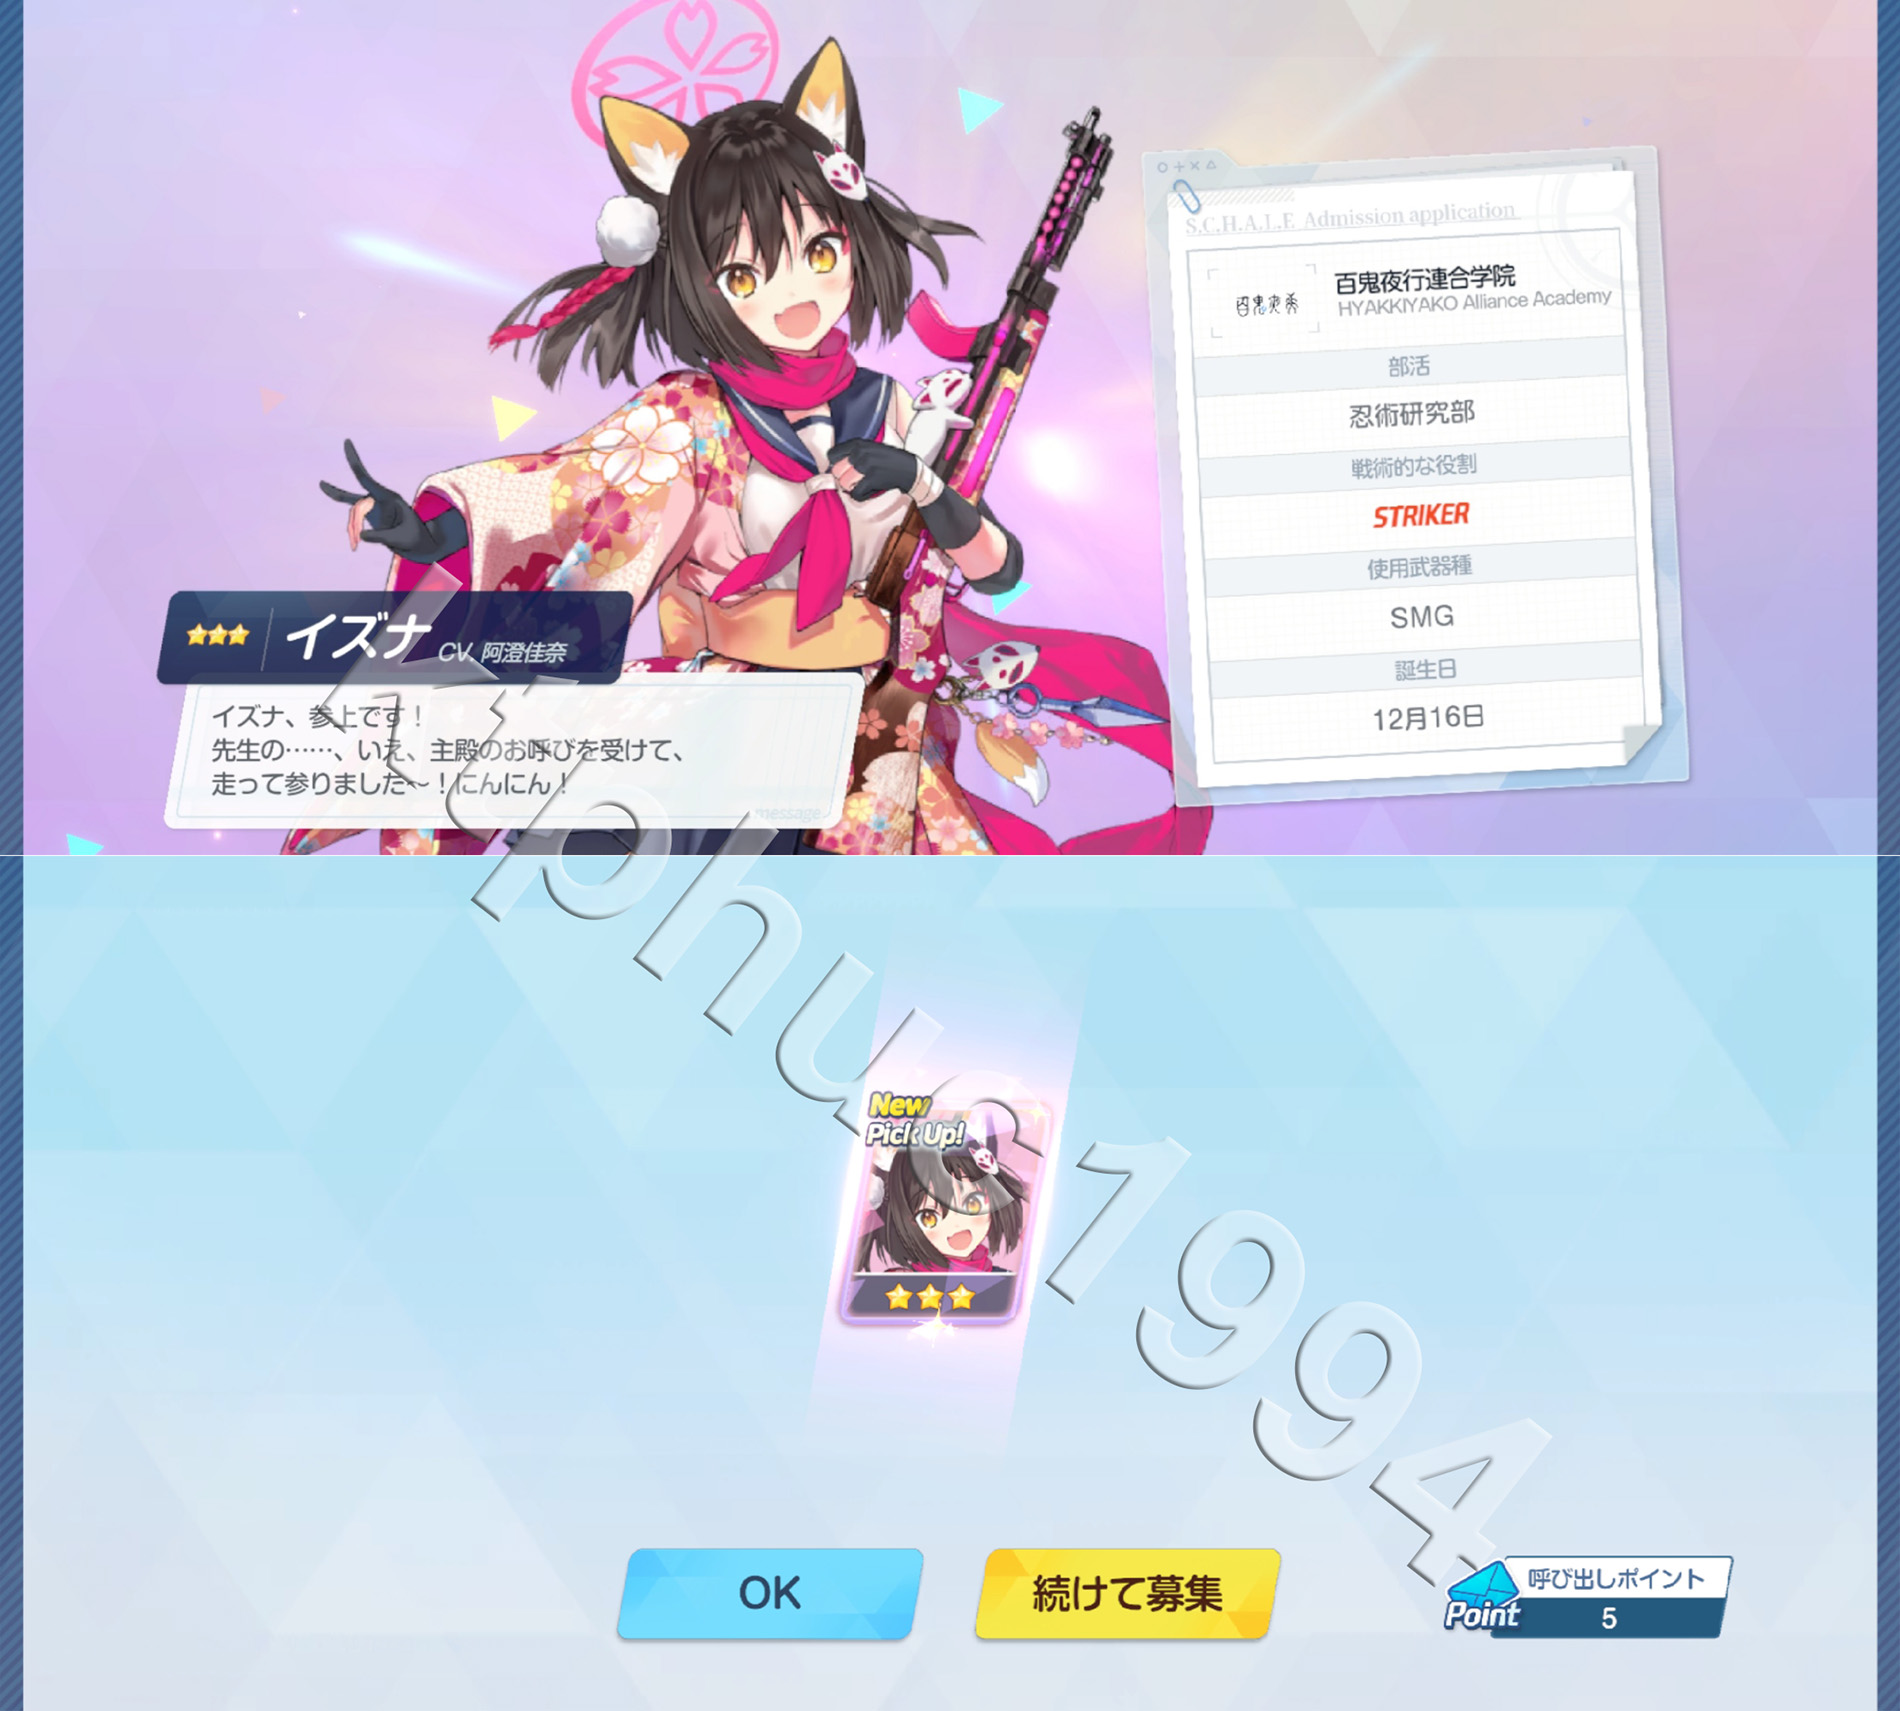 S.C.H.A.L.E Admission application
百鬼夜行
百鬼夜行連合学院
HYAKKIYAKO Alliance Academy
部活
忍術研究部
戦術的な役割
STRIKER
使用武器種
SMG
誕生日
12月16日
イズナ CV. 阿澄佳奈
イズナ、参上です！
先生の……、いえ、主殿のお呼びを受けて、
走って参りました～！にんにん！
message
New
Pick Up!
OK
続けて募集
Point
呼び出しポイント
5